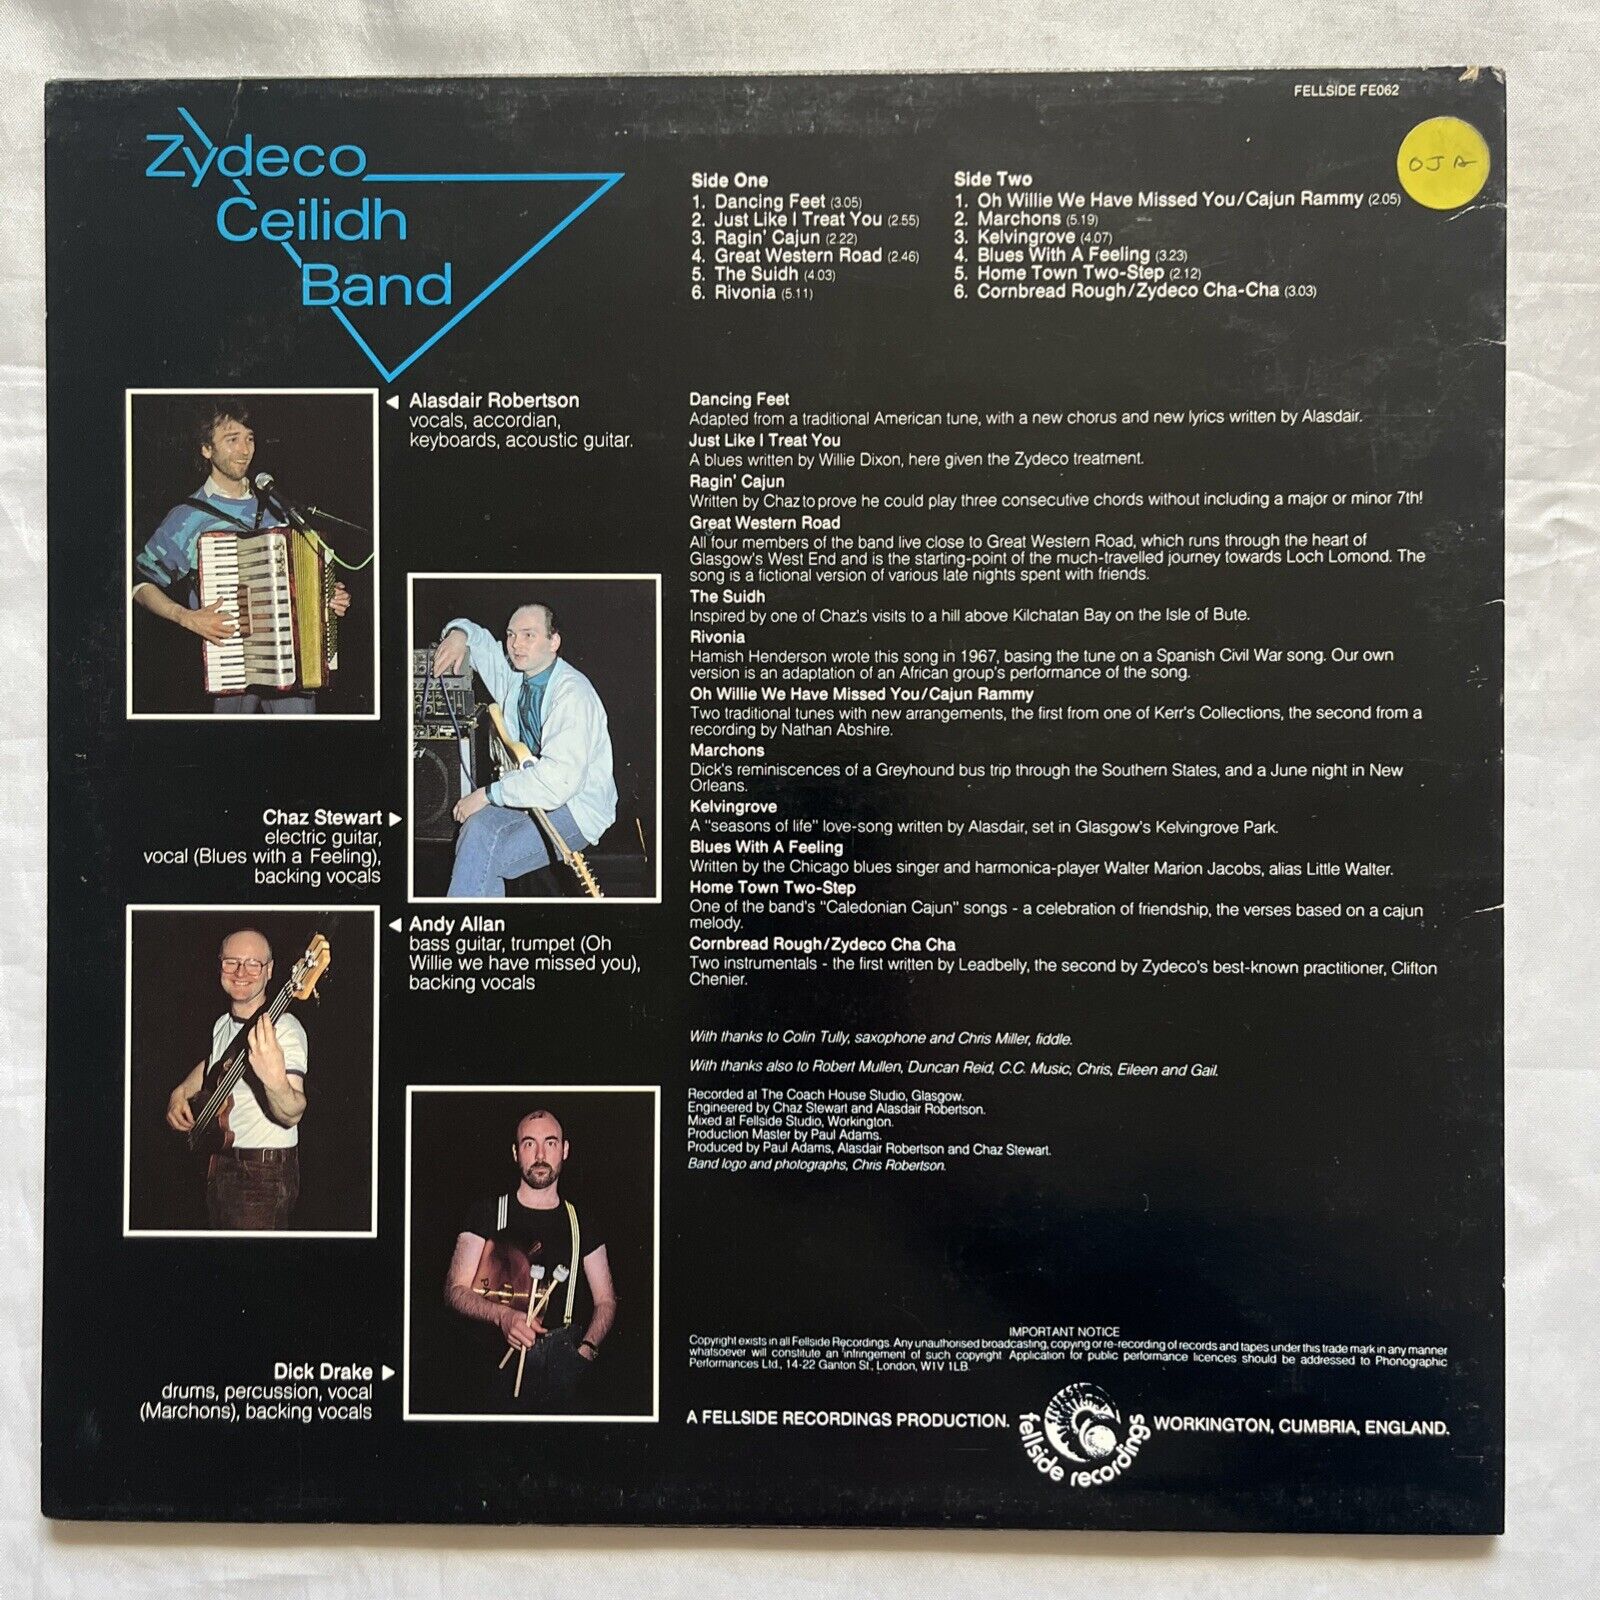 FELLSIDE FE062
OJA
Zydeco
Ceilidh
Band
Side One
1. Dancing Feet (3.05)
2. Just Like I Treat You (2.55)
3. Ragin' Cajun (2.22)
4. Great Western Road (2.46)
5. The Suidh (4.03)
6. Rivonia (5.11)
Side Two
1. Oh Willie We Have Missed You/Cajun Rammy (2.05)
2. Marchons (5.19)
3. Kelvingrove (4.07)
4. Blues With A Feeling (3.23)
5. Home Town Two-Step (2.12)
6. Cornbread Rough/Zydeco Cha-Cha (3.03)
Alasdair Robertson
vocals, accordian,
keyboards, acoustic guitar.
Chaz Stewart
electric guitar,
vocal (Blues with a Feeling),
backing vocals
Andy Allan
bass guitar, trumpet (Oh
Willie we have missed you),
backing vocals
Dick Drake
drums, percussion, vocal
(Marchons), backing vocals
Dancing Feet
Adapted from a traditional American tune, with a new chorus and new lyrics written by Alasdair.
Just Like I Treat You
A blues written by Willie Dixon, here given the Zydeco treatment.
Ragin' Cajun
Written by Chaz to prove he could play three consecutive chords without including a major or minor 7th!
Great Western Road
All four members of the band live close to Great Western Road, which runs through the heart of
Glasgow's West End and is the starting-point of the much-travelled journey towards Loch Lomond. The
song is a fictional version of various late nights spent with friends.
The Suidh
Inspired by one of Chaz's visits to a hill above Kilchatan Bay on the Isle of Bute.
Rivonia
Hamish Henderson wrote this song in 1967, basing the tune on a Spanish Civil War song. Our own
version is an adaptation of an African group's performance of the song.
Oh Willie We Have Missed You/Cajun Rammy
Two traditional tunes with new arrangements, the first from one of Kerr's Collections, the second from a
recording by Nathan Abshire.
Marchons
Dick's reminiscences of a Greyhound bus trip through the Southern States, and a June night in New
Orleans.
Kelvingrove
A "seasons of life" love-song written by Alasdair, set in Glasgow's Kelvingrove Park.
Blues With A Feeling
Written by the Chicago blues singer and harmonica-player Walter Marion Jacobs, alias Little Walter.
Home Town Two-Step
One of the band's "Caledonian Cajun" songs - a celebration of friendship, the verses based on a cajun
melody.
Cornbread Rough/Zydeco Cha Cha
Two instrumentals - the first written by Leadbelly, the second by Zydeco's best-known practitioner, Clifton
Chenier.
With thanks to Colin Tully, saxophone and Chris Miller, fiddle.
With thanks also to Robert Mullen, Duncan Reid, C.C. Music, Chris, Eileen and Gail.
Recorded at The Coach House Studio, Glasgow.
Engineered by Chaz Stewart and Alasdair Robertson.
Mixed at Fellside Studio, Workington.
Production Master by Paul Adams.
Produced by Paul Adams, Alasdair Robertson and Chaz Stewart.
Band logo and photographs, Chris Robertson.
IMPORTANT NOTICE
Copyright exists in all Fellside Recordings. Any unauthorised broadcasting, copying or re-recording of records and tapes under this trade mark in any manner
whatsoever will constitute an infringement of such copyright. Application for public performance licences should be addressed to Phonographic
Performances Ltd., 14-22 Ganton St., London, W1V 1LB.
A FELLSIDE RECORDINGS PRODUCTION.
fellside recordings
WORKINGTON, CUMBRIA, ENGLAND.